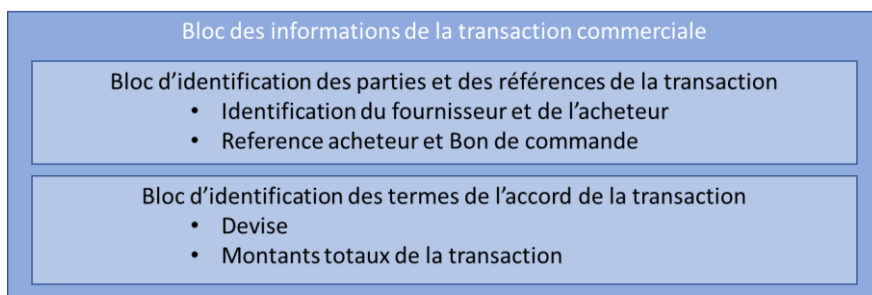 Bloc des informations de la transaction commerciale
Bloc d'identification des parties et des références de la transaction
• Identification du fournisseur et de l'acheteur
• Reference acheteur et Bon de commande
Bloc d'identification des termes de l'accord de la transaction
• Devise
• Montants totaux de la transaction